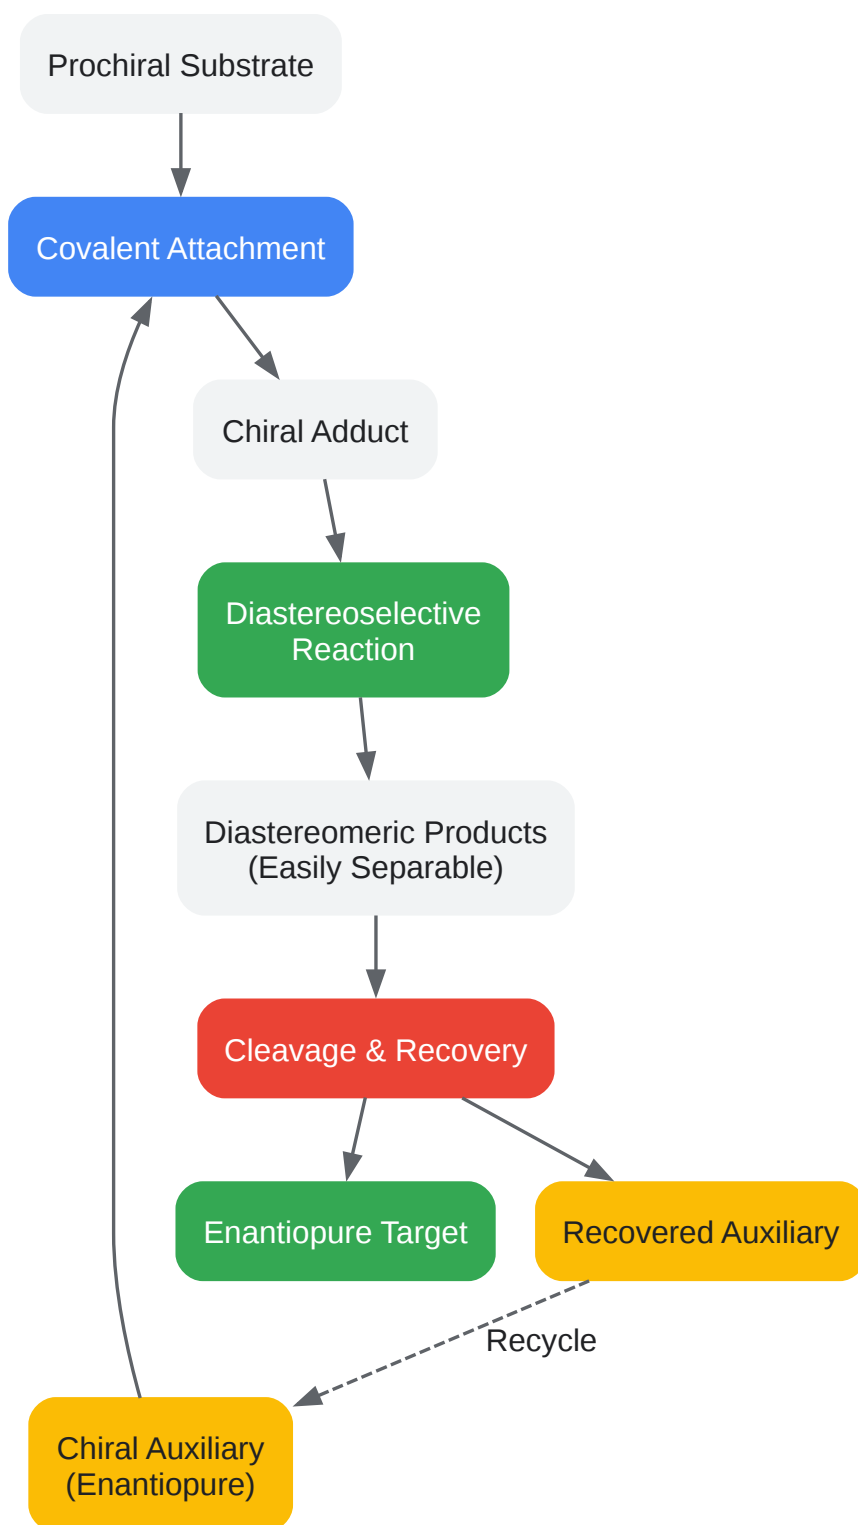 Prochiral Substrate
Covalent Attachment
Chiral Adduct
Diastereoselective
Reaction
Diastereomeric Products
(Easily Separable)
Cleavage & Recovery
Enantiopure Target
Recovered Auxiliary
Recycle
Chiral Auxiliary
(Enantiopure)